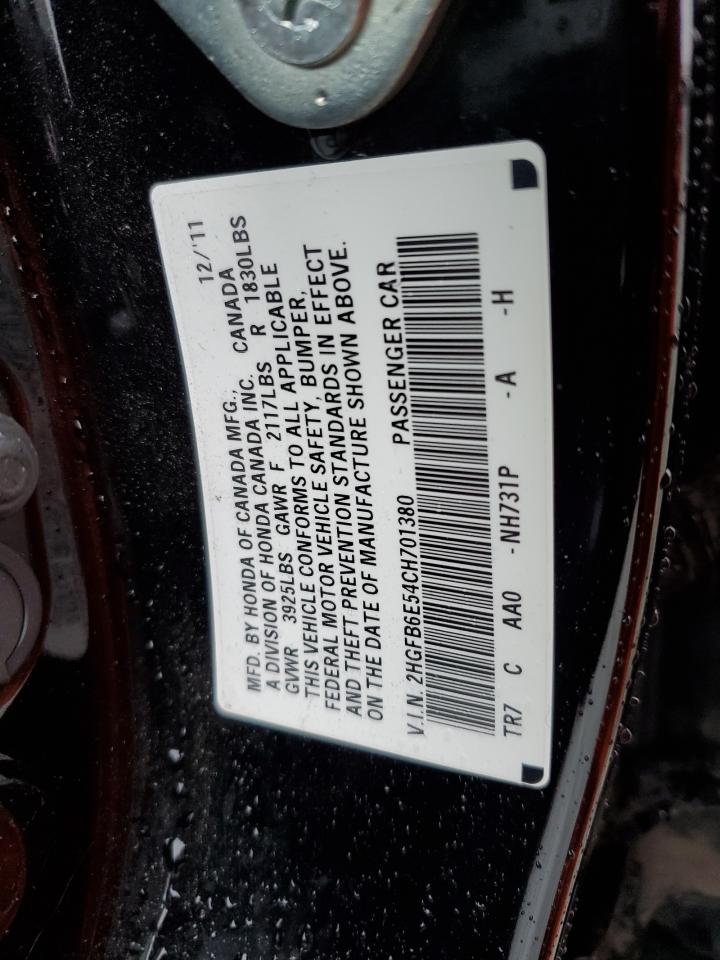 12/'11
MFD. BY HONDA OF CANADA MFG.,
A DIVISION OF HONDA CANADA INC. CANADA
GVWR 3925LBS GAWR F 2117LBS R 1830LBS
THIS VEHICLE CONFORMS TO ALL APPLICABLE
FEDERAL MOTOR VEHICLE SAFETY, BUMPER,
AND THEFT PREVENTION STANDARDS IN EFFECT
ON THE DATE OF MANUFACTURE SHOWN ABOVE.
V.I.N. 2HGFB6E54CH701380 PASSENGER CAR
TR7 C AA0 -NH731P -A -H